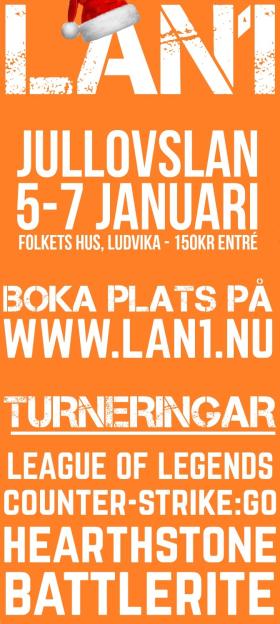 LAN1
JULLOVSLAN
5-7 JANUARI
FOLKETS HUS, LUDVIKA - 150KR ENTRÉ
BOKA PLATS PÅ
WWW.LAN1.NU
TURNERINGAR
LEAGUE OF LEGENDS
COUNTER-STRIKE:GO
HEARTHSTONE
BATTLERITE